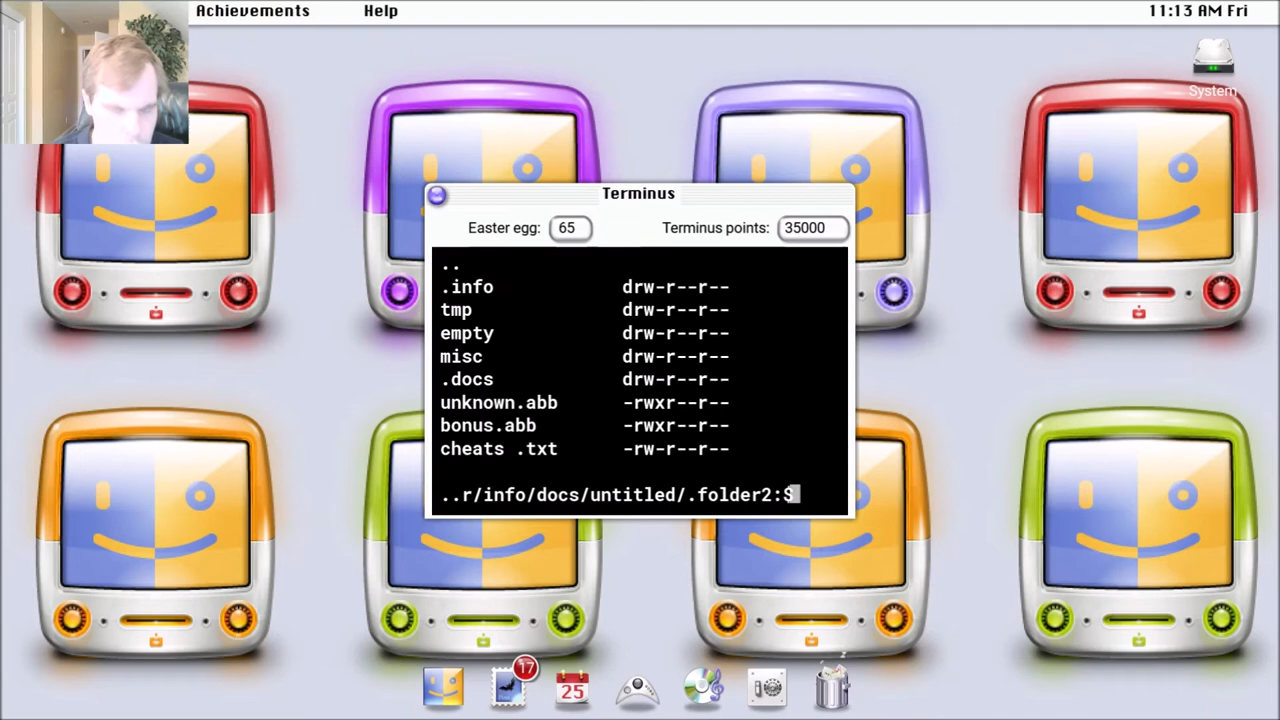 Achievements Help 11:13 AM Fri
System
Terminus
Easter egg: 65 Terminus points: 35000
..
.info drw-r--r--
tmp drw-r--r--
empty drw-r--r--
misc drw-r--r--
.docs drw-r--r--
unknown.abb -rwxr--r--
bonus.abb -rwxr--r--
cheats .txt -rw-r--r--
..r/info/docs/untitled/.folder2:$
17
25